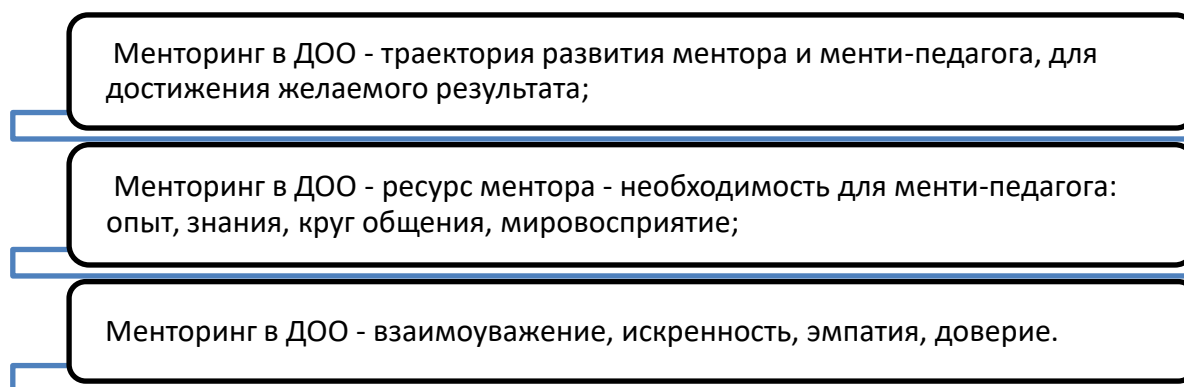 Менторинг в ДОО - траектория развития ментора и менти-педагога, для
достижения желаемого результата;
Менторинг в ДОО - ресурс ментора - необходимость для менти-педагога:
опыт, знания, круг общения, мировосприятие;
Менторинг в ДОО - взаимоуважение, искренность, эмпатия, доверие.